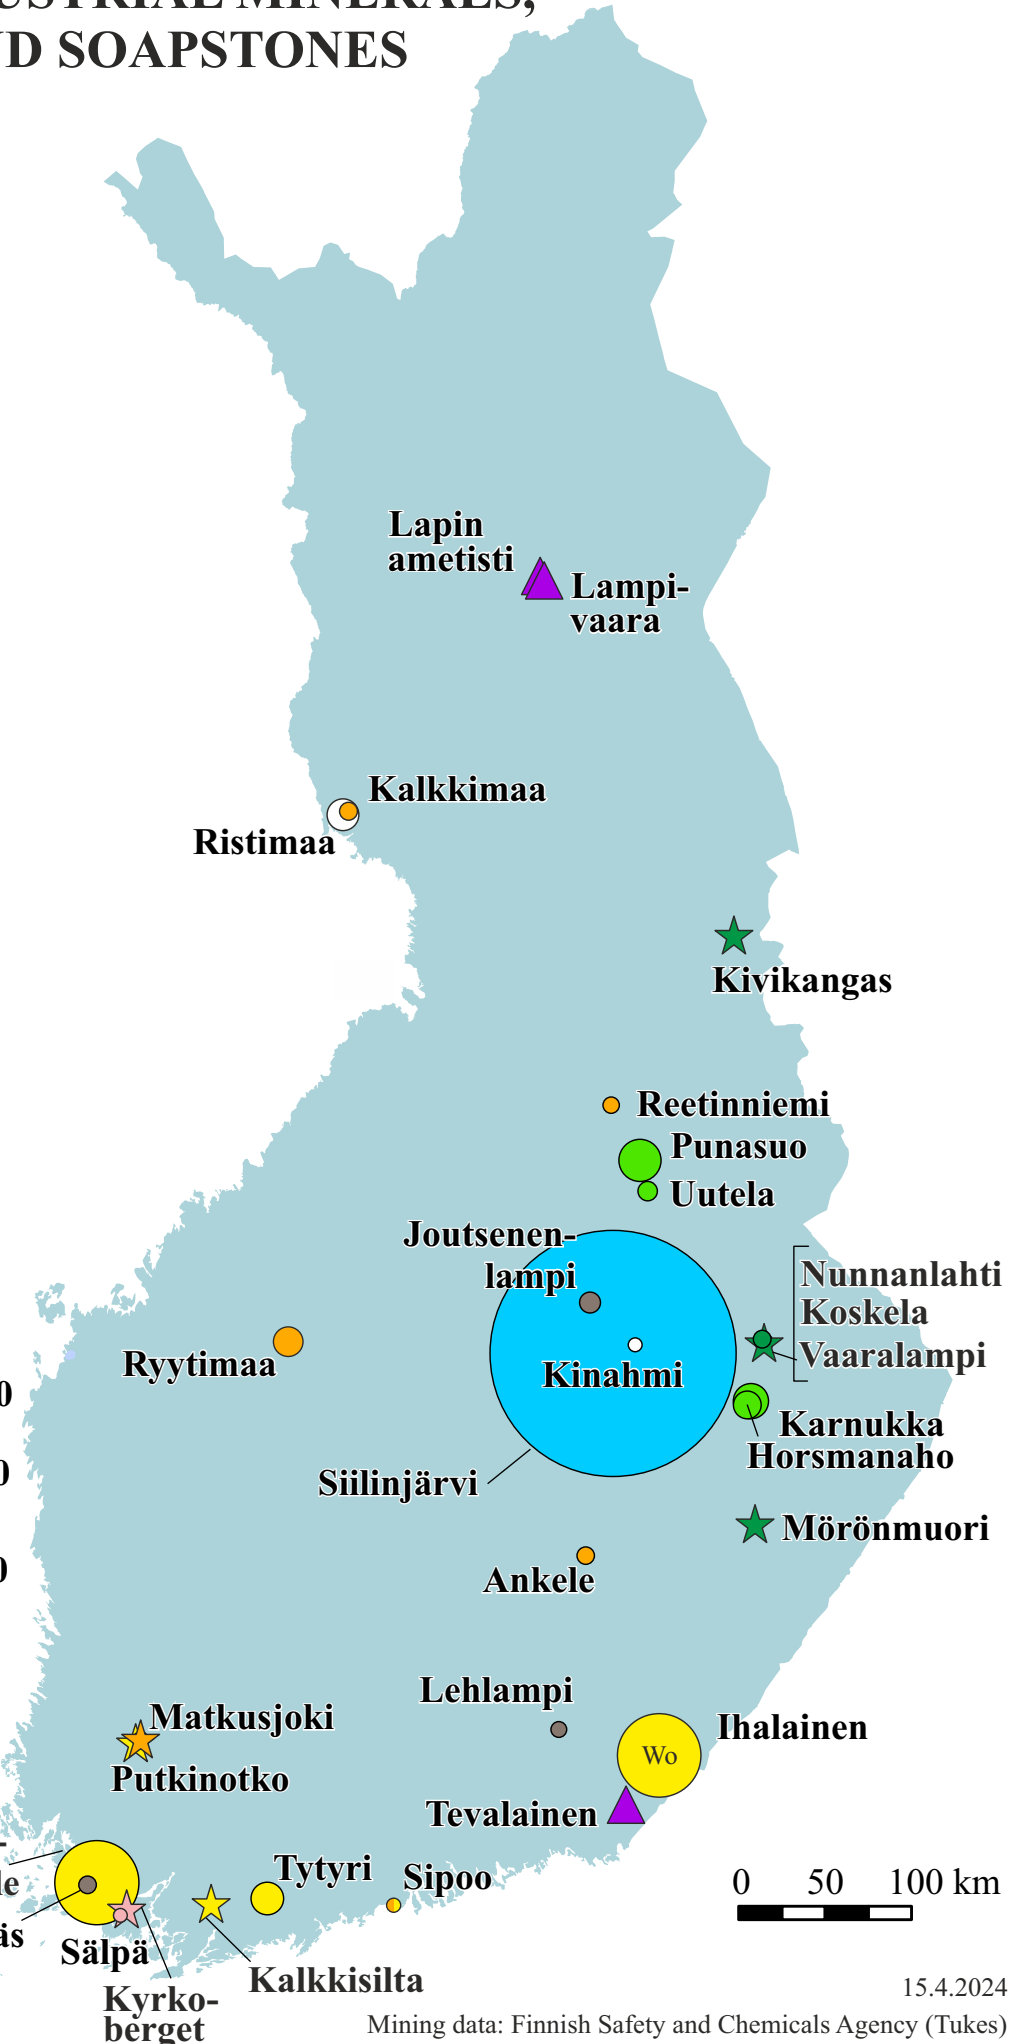 SOAPSTONES
Lapin
ametisti
Lampi-
vaara
Kalkkimaa
Ristimaa
Kivikangas
Reetinniemi
Punasuo
Uutela
Joutsenen-
lampi
Nunnanlahti
Koskela
Vaaralampi
Ryytimaa
Kinahmi
Karnukka
Horsmanaho
Siilinjärvi
Mörönmuori
Ankele
Lehlampi
Matkusjoki
Ihalainen
Wo
Putkinotko
Tevalainen
Tytyri
Sipoo
0 50 100 km
Sälpä
Kalkkisilta
Kyrko-
berget
15.4.2024
Mining data: Finnish Safety and Chemicals Agency (Tukes)